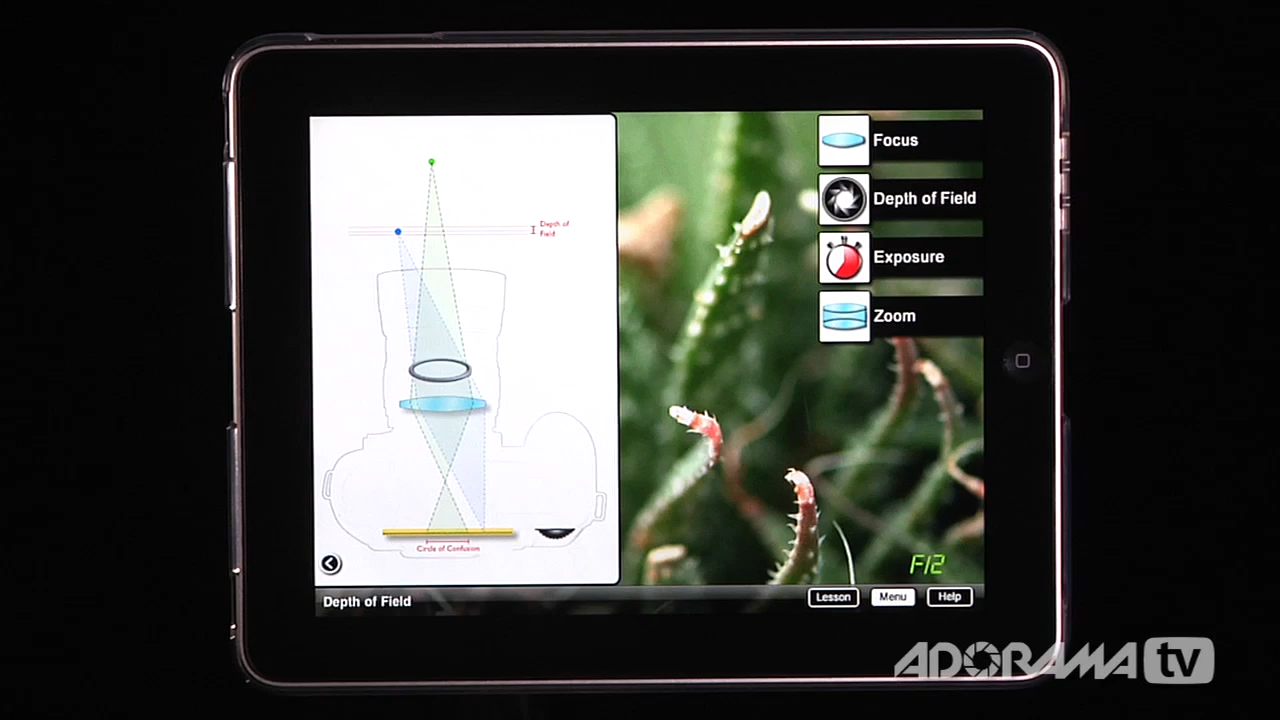 Depth of
Field
Circle of Confusion
Focus
Depth of Field
Exposure
Zoom
F12
Depth of Field
Lesson
Menu
Help
ADORAMA tv